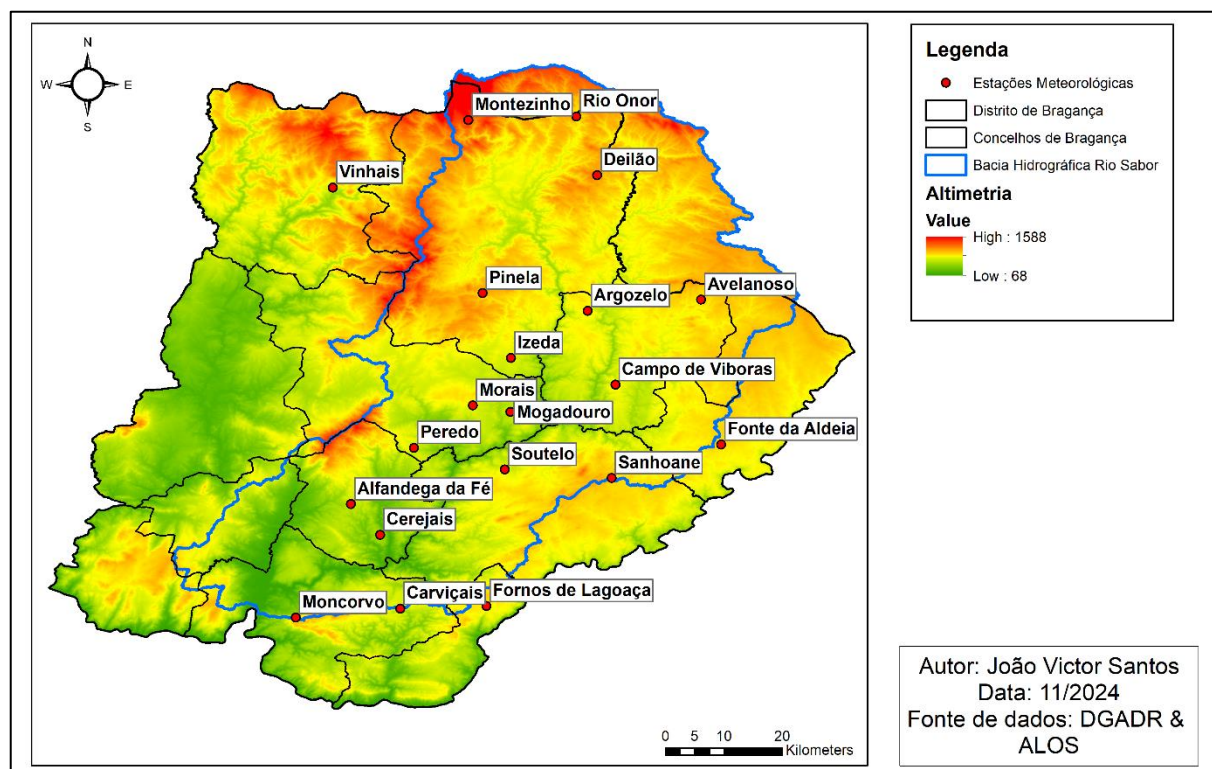 N
W E
S
Montezinho
Rio Onor
Deilão
Vinhais
Pinela
Argozelo
Avelanoso
Izeda
Campo de Viboras
Morais
Mogadouro
Peredo
Fonte da Aldeia
Soutelo
Sanhoane
Alfandega da Fé
Cerejais
Moncorvo
Carviçais
Fornos de Lagoaça
0 5 10 20
Kilometers
Legenda
Estações Meteorológicas
Distrito de Bragança
Concelhos de Bragança
Bacia Hidrográfica Rio Sabor
Altimetria
Value
High : 1588
Low : 68
Autor: João Victor Santos
Data: 11/2024
Fonte de dados: DGADR &
ALOS